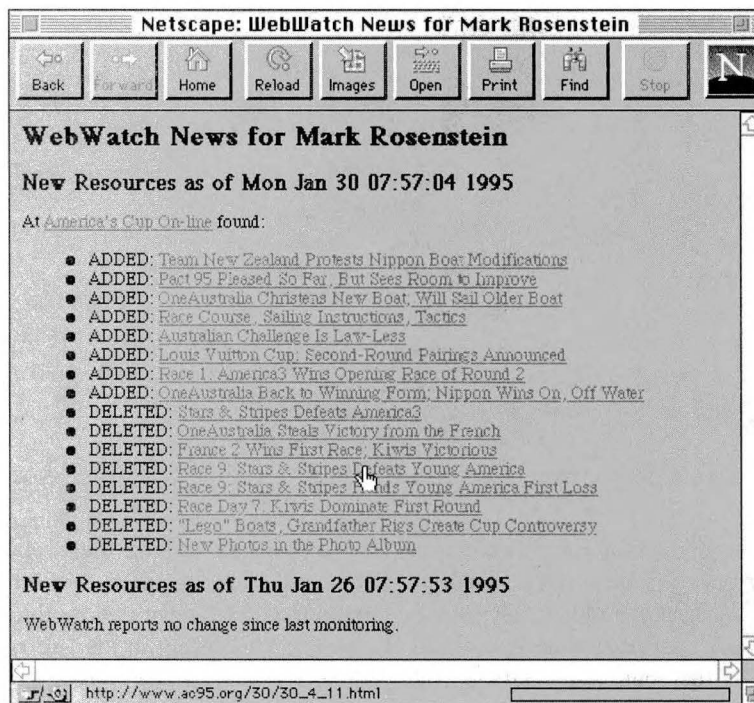 Netscape: WebWatch News for Mark Rosenstein
Back Forward Home Reload Images Open Print Find Stop N
WebWatch News for Mark Rosenstein
New Resources as of Mon Jan 30 07:57:04 1995
At America's Cup On-line found:
ADDED: Team New Zealand Protests Nippon Boat Modifications
ADDED: Pact 95 Pleased So Far, But Sees Room to Improve
ADDED: OneAustralia Christens New Boat; Will Sail Older Boat
ADDED: Race Course, Sailing Instructions, Tactics
ADDED: Australian Challenge Is Law-Less
ADDED: Louis Vuitton Cup: Second-Round Pairings Announced
ADDED: Race 1: America3 Wins Opening Race of Round 2
ADDED: OneAustralia Back to Winning Form; Nippon Wins On, Off Water
DELETED: Stars & Stripes Defeats America3
DELETED: OneAustralia Steals Victory from the French
DELETED: France 2 Wins First Race; Kiwis Victorious
DELETED: Race 9: Stars & Stripes Defeats Young America
DELETED: Race 9: Stars & Stripes Hands Young America First Loss
DELETED: Race Day 7: Kiwis Dominate First Round
DELETED: "Lego" Boats, Grandfather Rigs Create Cup Controversy
DELETED: New Photos in the Photo Album
New Resources as of Thu Jan 26 07:57:53 1995
WebWatch reports no change since last monitoring.
http://www.ac95.org/30/30_4_11.html